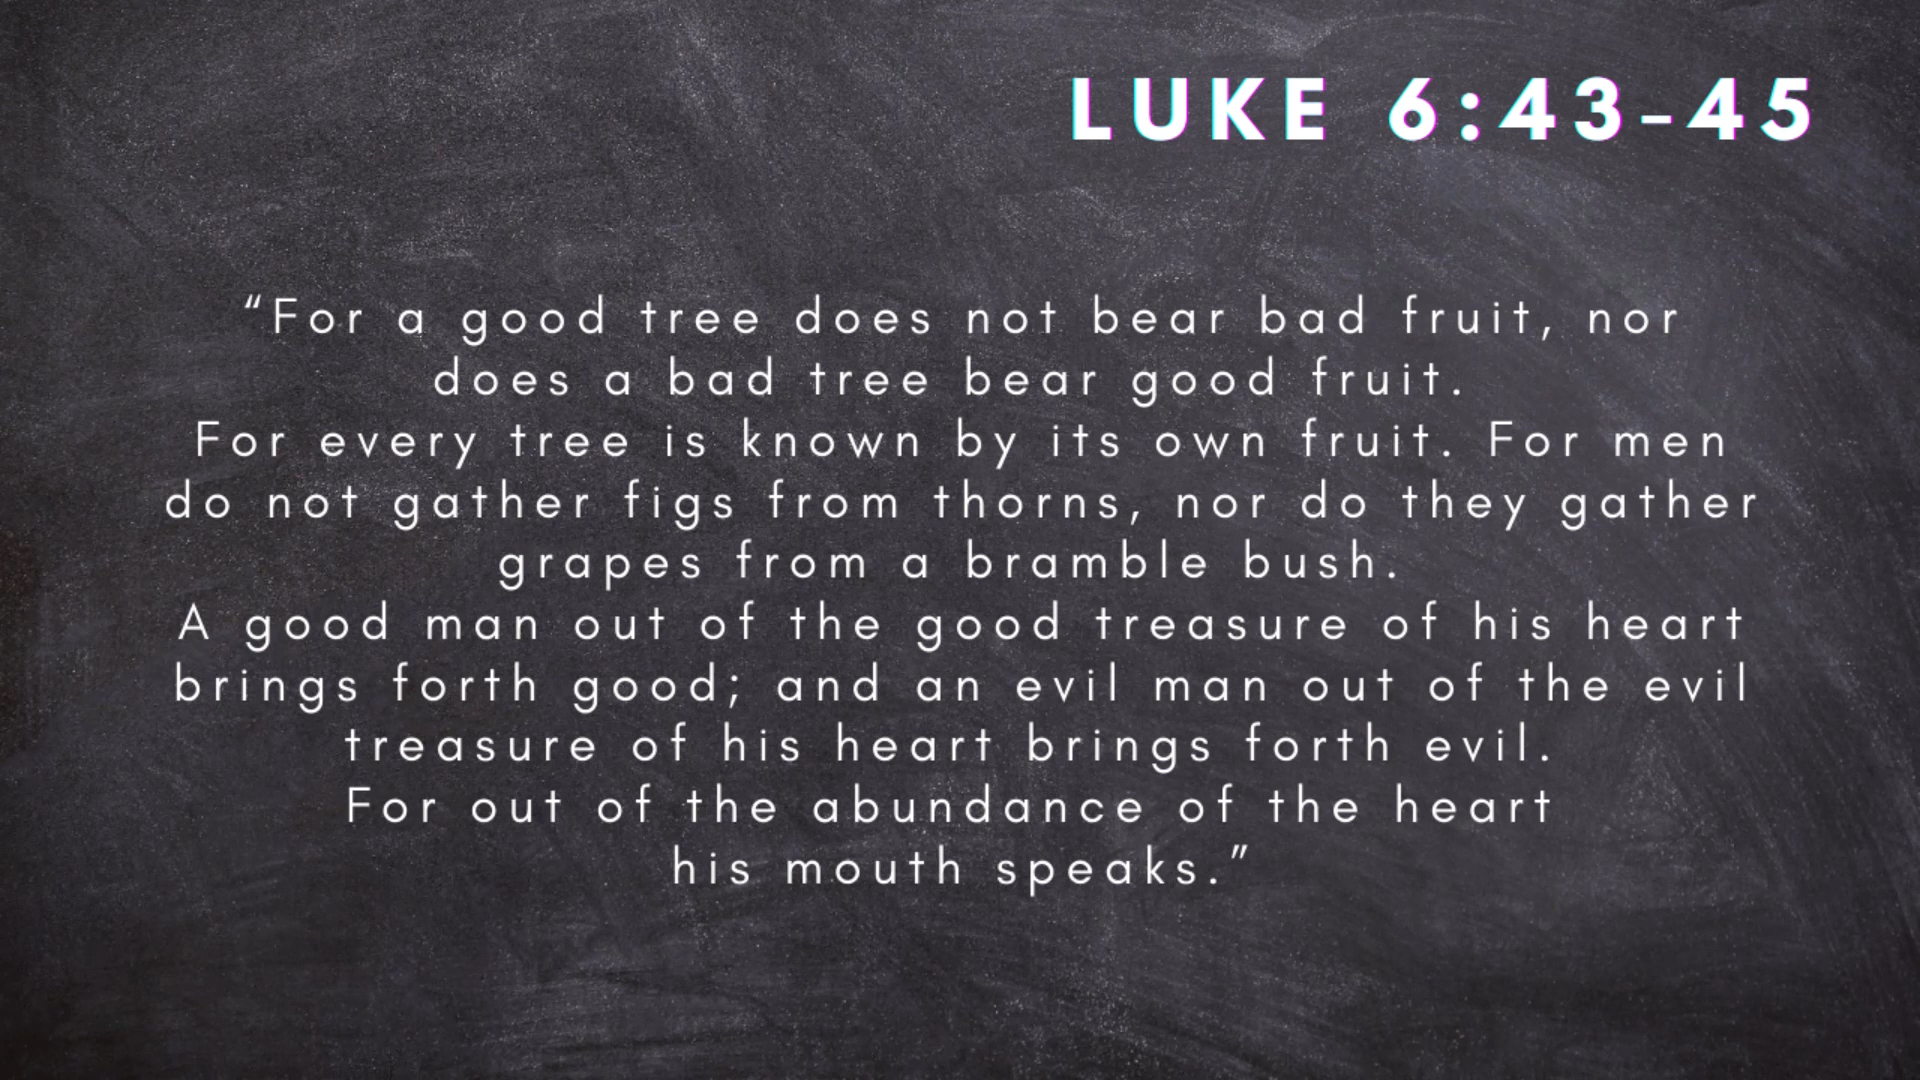 LUKE 6:43-45
“For a good tree does not bear bad fruit, nor
does a bad tree bear good fruit.
For every tree is known by its own fruit. For men
do not gather figs from thorns, nor do they gather
grapes from a bramble bush.
A good man out of the good treasure of his heart
brings forth good; and an evil man out of the evil
treasure of his heart brings forth evil.
For out of the abundance of the heart
his mouth speaks.”